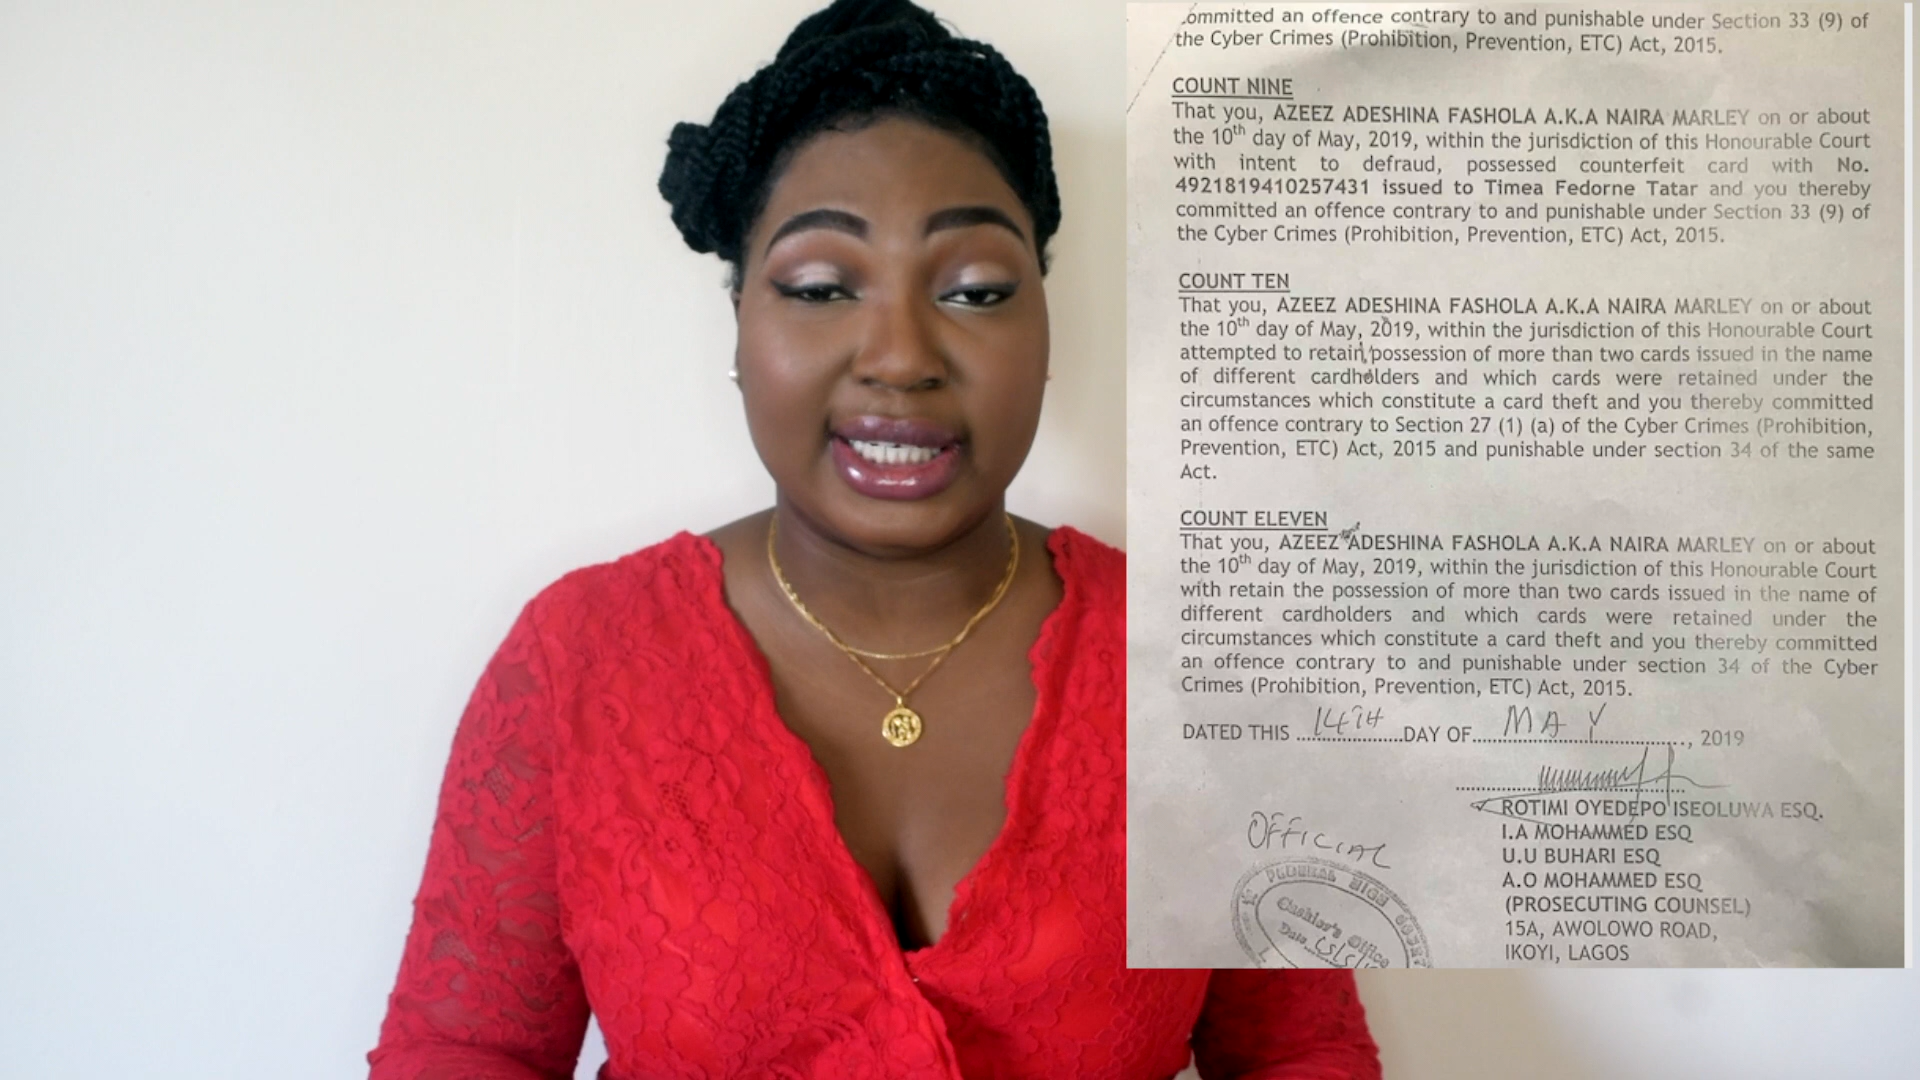 ommitted an offence contrary to and punishable under Section 33 (9) of
the Cyber Crimes (Prohibition, Prevention, ETC) Act, 2015.
COUNT NINE
That you, AZEEZ ADESHINA FASHOLA A.K.A NAIRA MARLEY on or about
the 10th day of May, 2019, within the jurisdiction of this Honourable Court
with intent to defraud, possessed counterfeit card with No.
4921819410257431 issued to Timea Fedorne Tatar and you thereby
committed an offence contrary to and punishable under Section 33 (9) of
the Cyber Crimes (Prohibition, Prevention, ETC) Act, 2015.
COUNT TEN
That you, AZEEZ ADESHINA FASHOLA A.K.A NAIRA MARLEY on or about
the 10th day of May, 2019, within the jurisdiction of this Honourable Court
attempted to retain possession of more than two cards issued in the name
of different cardholders and which cards were retained under the
circumstances which constitute a card theft and you thereby committed
an offence contrary to Section 27 (1) (a) of the Cyber Crimes (Prohibition,
Prevention, ETC) Act, 2015 and punishable under section 34 of the same
Act.
COUNT ELEVEN
That you, AZEEZ ADESHINA FASHOLA A.K.A NAIRA MARLEY on or about
the 10th day of May, 2019, within the jurisdiction of this Honourable Court
with retain the possession of more than two cards issued in the name of
different cardholders and which cards were retained under the
circumstances which constitute a card theft and you thereby committed
an offence contrary to and punishable under section 34 of the Cyber
Crimes (Prohibition, Prevention, ETC) Act, 2015.
DATED THIS 14TH DAY OF MAY, 2019
ROTIMI OYEDEPO ISEOLUWA ESQ.
I.A MOHAMMED ESQ
U.U BUHARI ESQ
A.O MOHAMMED ESQ
(PROSECUTING COUNSEL)
15A, AWOLOWO ROAD,
IKOYI, LAGOS
OFFICIAL
FEDERAL HIGH COURT
Cashier's Office
Date